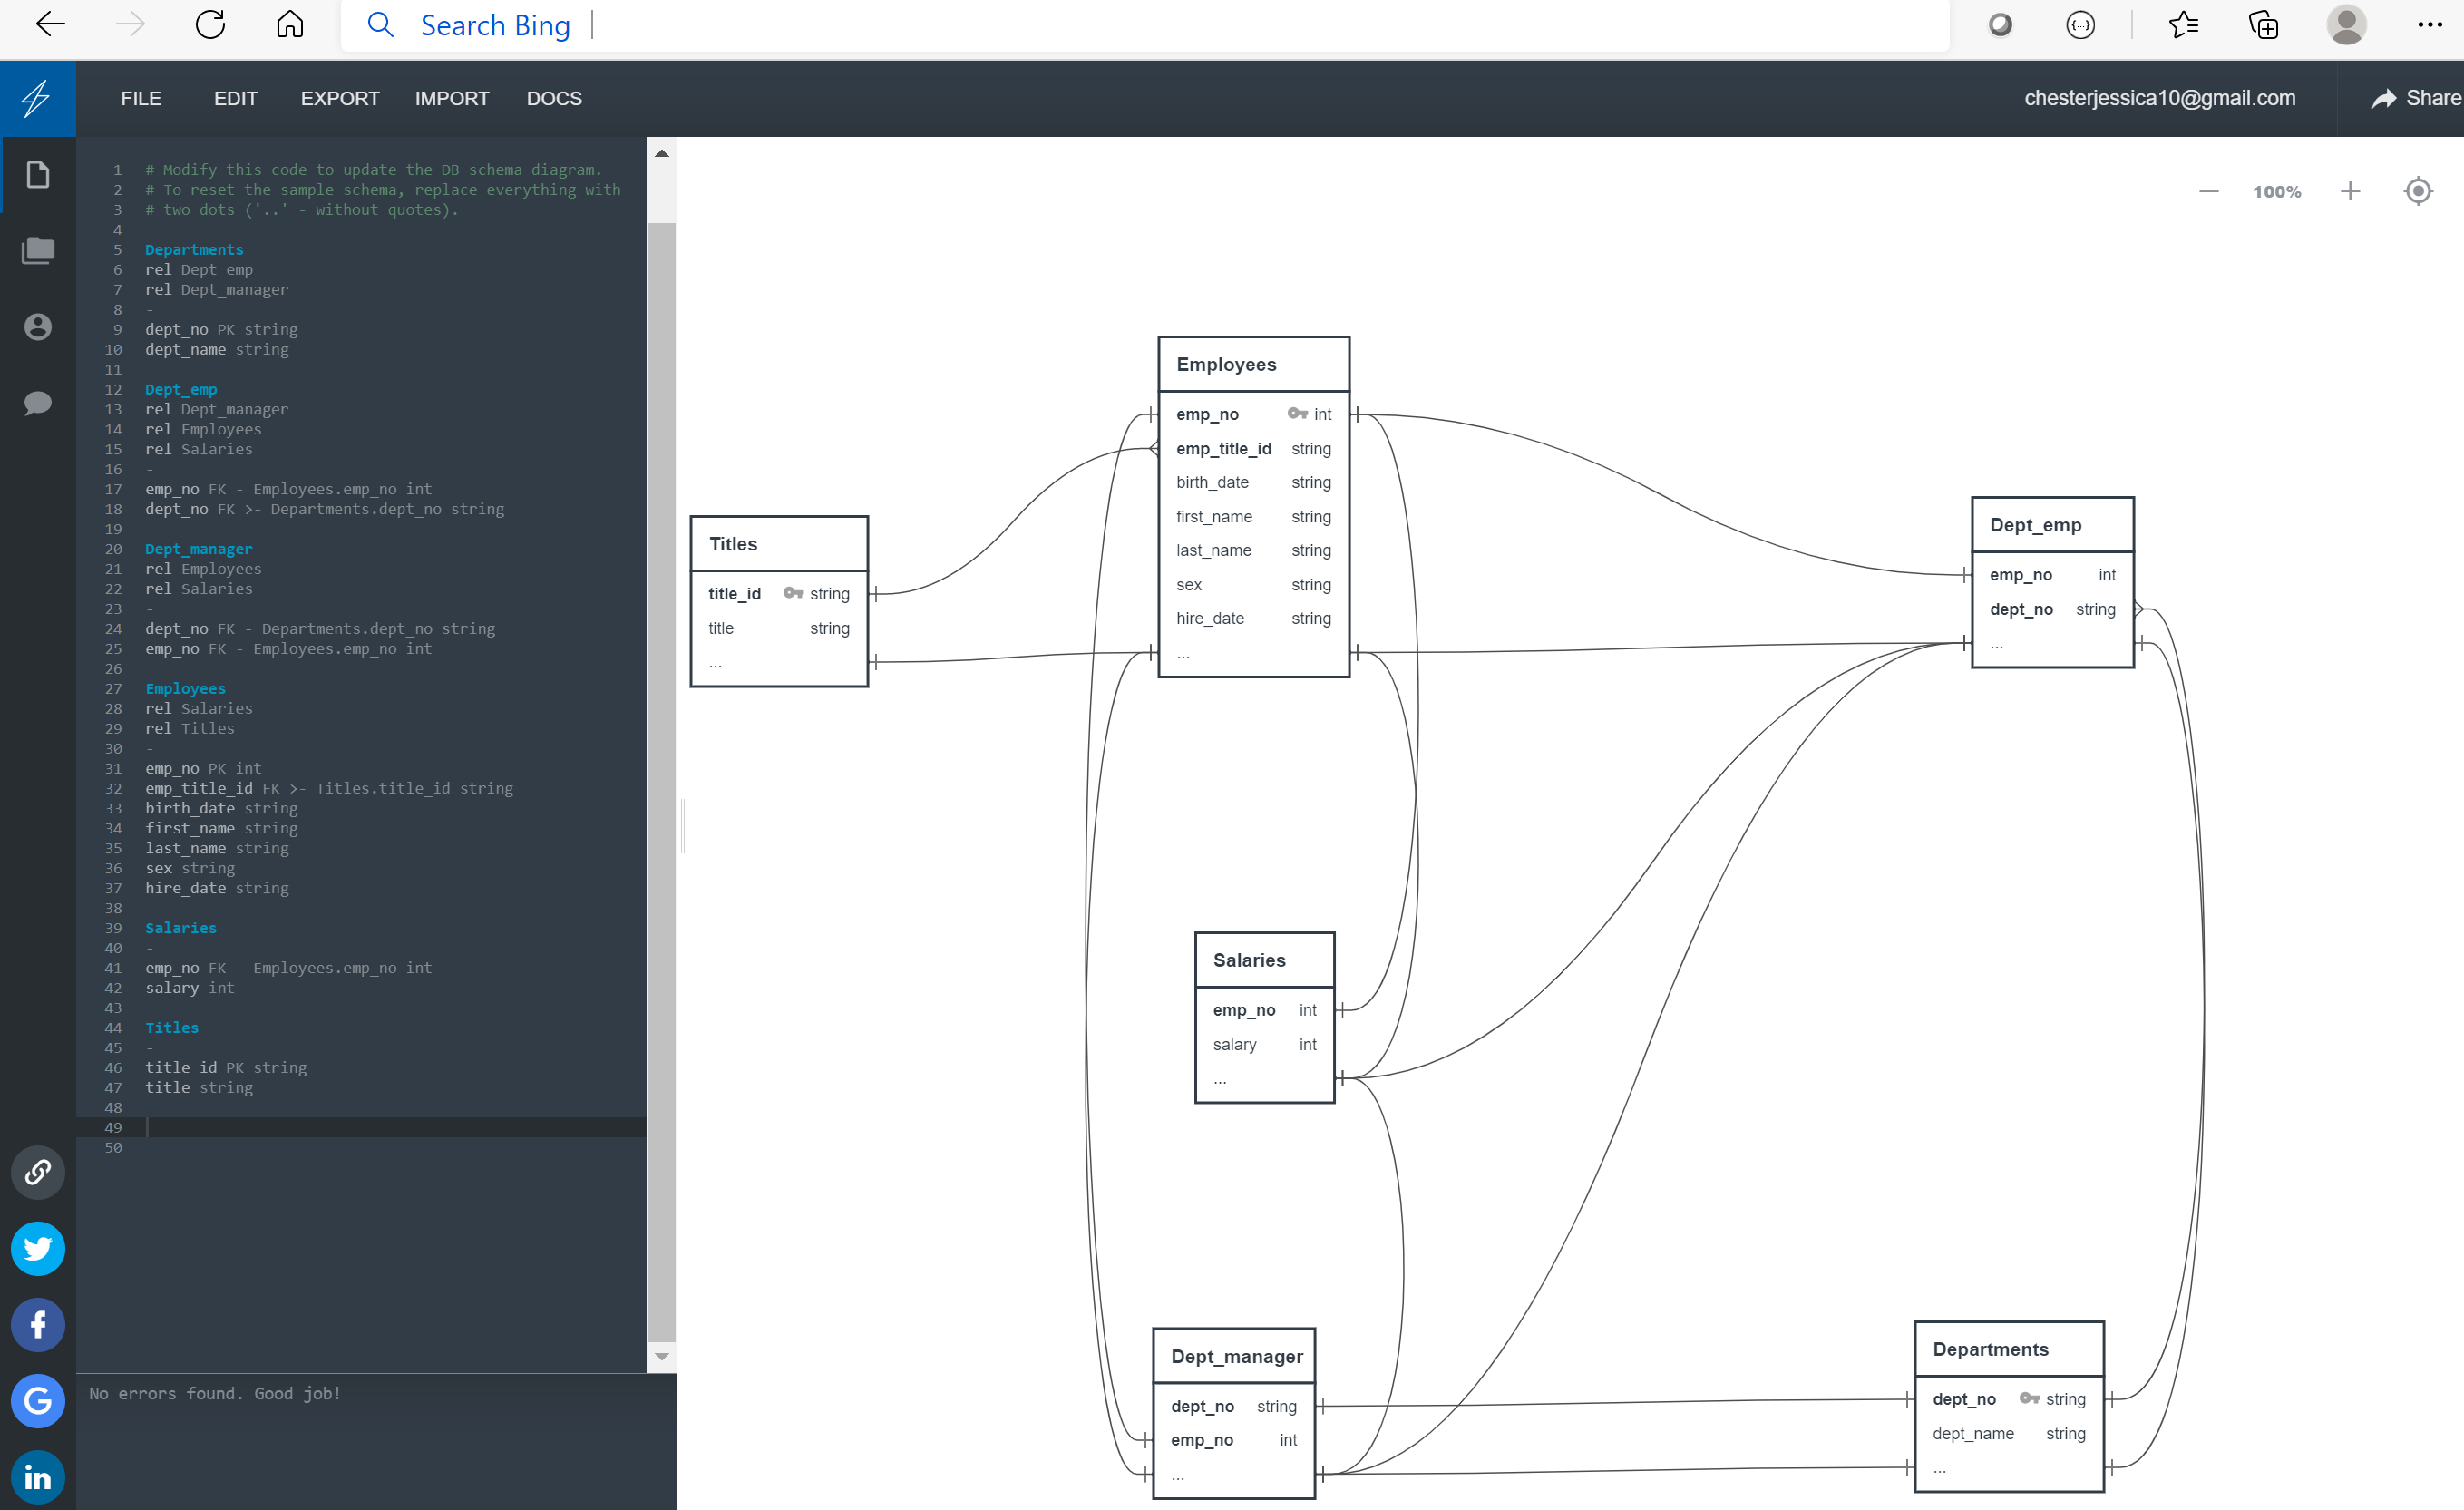 Search Bing
FILE EDIT EXPORT IMPORT DOCS
chesterjessica10@gmail.com
Share
1 # Modify this code to update the DB schema diagram.
2 # To reset the sample schema, replace everything with
3 # two dots ('..' - without quotes).
4
5 Departments
6 rel Dept_emp
7 rel Dept_manager
8 -
9 dept_no PK string
10 dept_name string
11
12 Dept_emp
13 rel Dept_manager
14 rel Employees
15 rel Salaries
16 -
17 emp_no FK - Employees.emp_no int
18 dept_no FK >- Departments.dept_no string
19
20 Dept_manager
21 rel Employees
22 rel Salaries
23 -
24 dept_no FK - Departments.dept_no string
25 emp_no FK - Employees.emp_no int
26
27 Employees
28 rel Salaries
29 rel Titles
30 -
31 emp_no PK int
32 emp_title_id FK >- Titles.title_id string
33 birth_date string
34 first_name string
35 last_name string
36 sex string
37 hire_date string
38
39 Salaries
40 -
41 emp_no FK - Employees.emp_no int
42 salary int
43
44 Titles
45 -
46 title_id PK string
47 title string
48
49
50
No errors found. Good job!
100%
Titles
title_id string
title string
...
Employees
emp_no int
emp_title_id string
birth_date string
first_name string
last_name string
sex string
hire_date string
...
Dept_emp
emp_no int
dept_no string
...
Salaries
emp_no int
salary int
...
Dept_manager
dept_no string
emp_no int
...
Departments
dept_no string
dept_name string
...